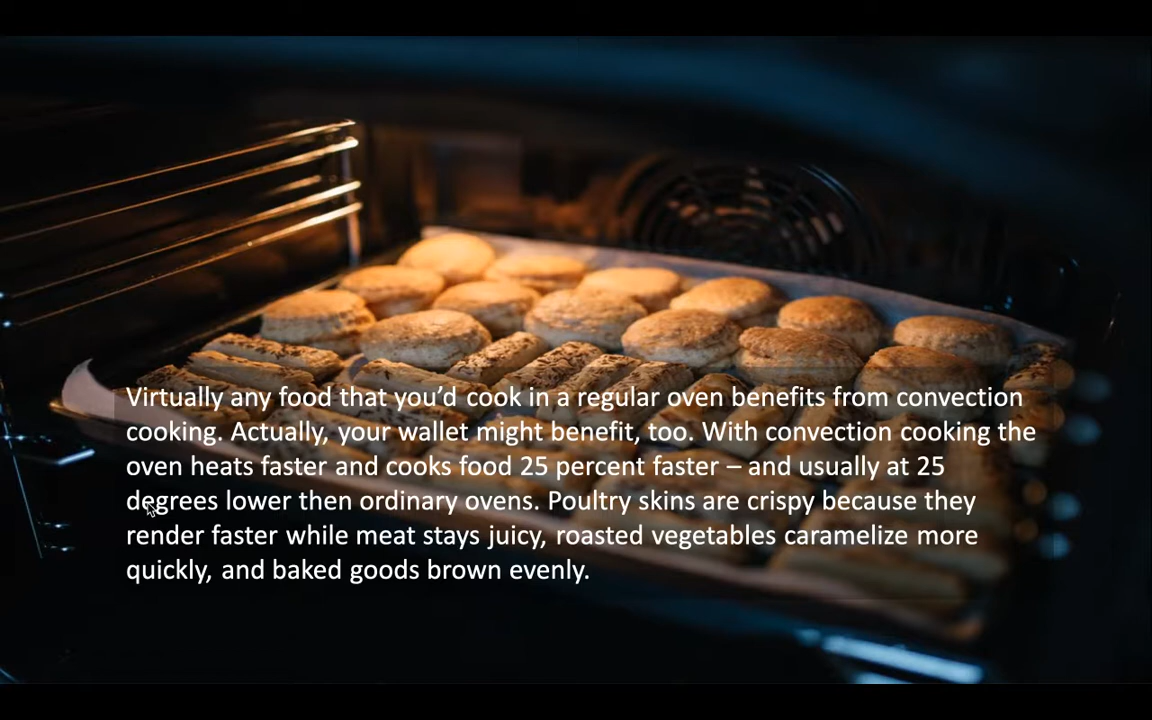 Virtually any food that you’d cook in a regular oven benefits from convection
cooking. Actually, your wallet might benefit, too. With convection cooking the
oven heats faster and cooks food 25 percent faster – and usually at 25
degrees lower then ordinary ovens. Poultry skins are crispy because they
render faster while meat stays juicy, roasted vegetables caramelize more
quickly, and baked goods brown evenly.